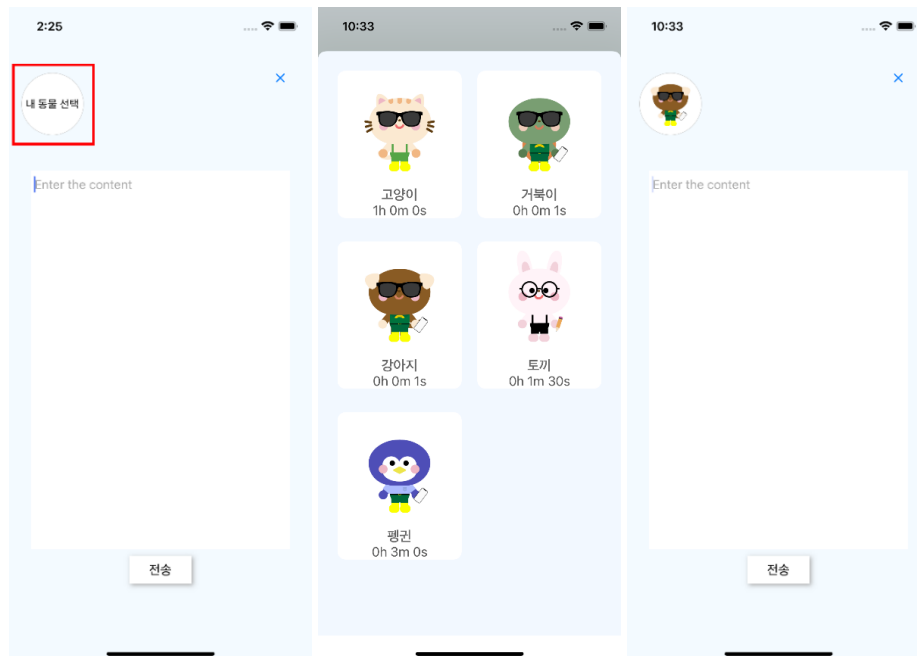 2:25
내 동물 선택
Enter the content
전송
10:33
고양이
1h 0m 0s
거북이
0h 0m 1s
강아지
0h 0m 1s
토끼
0h 1m 30s
펭귄
0h 3m 0s
10:33
Enter the content
전송